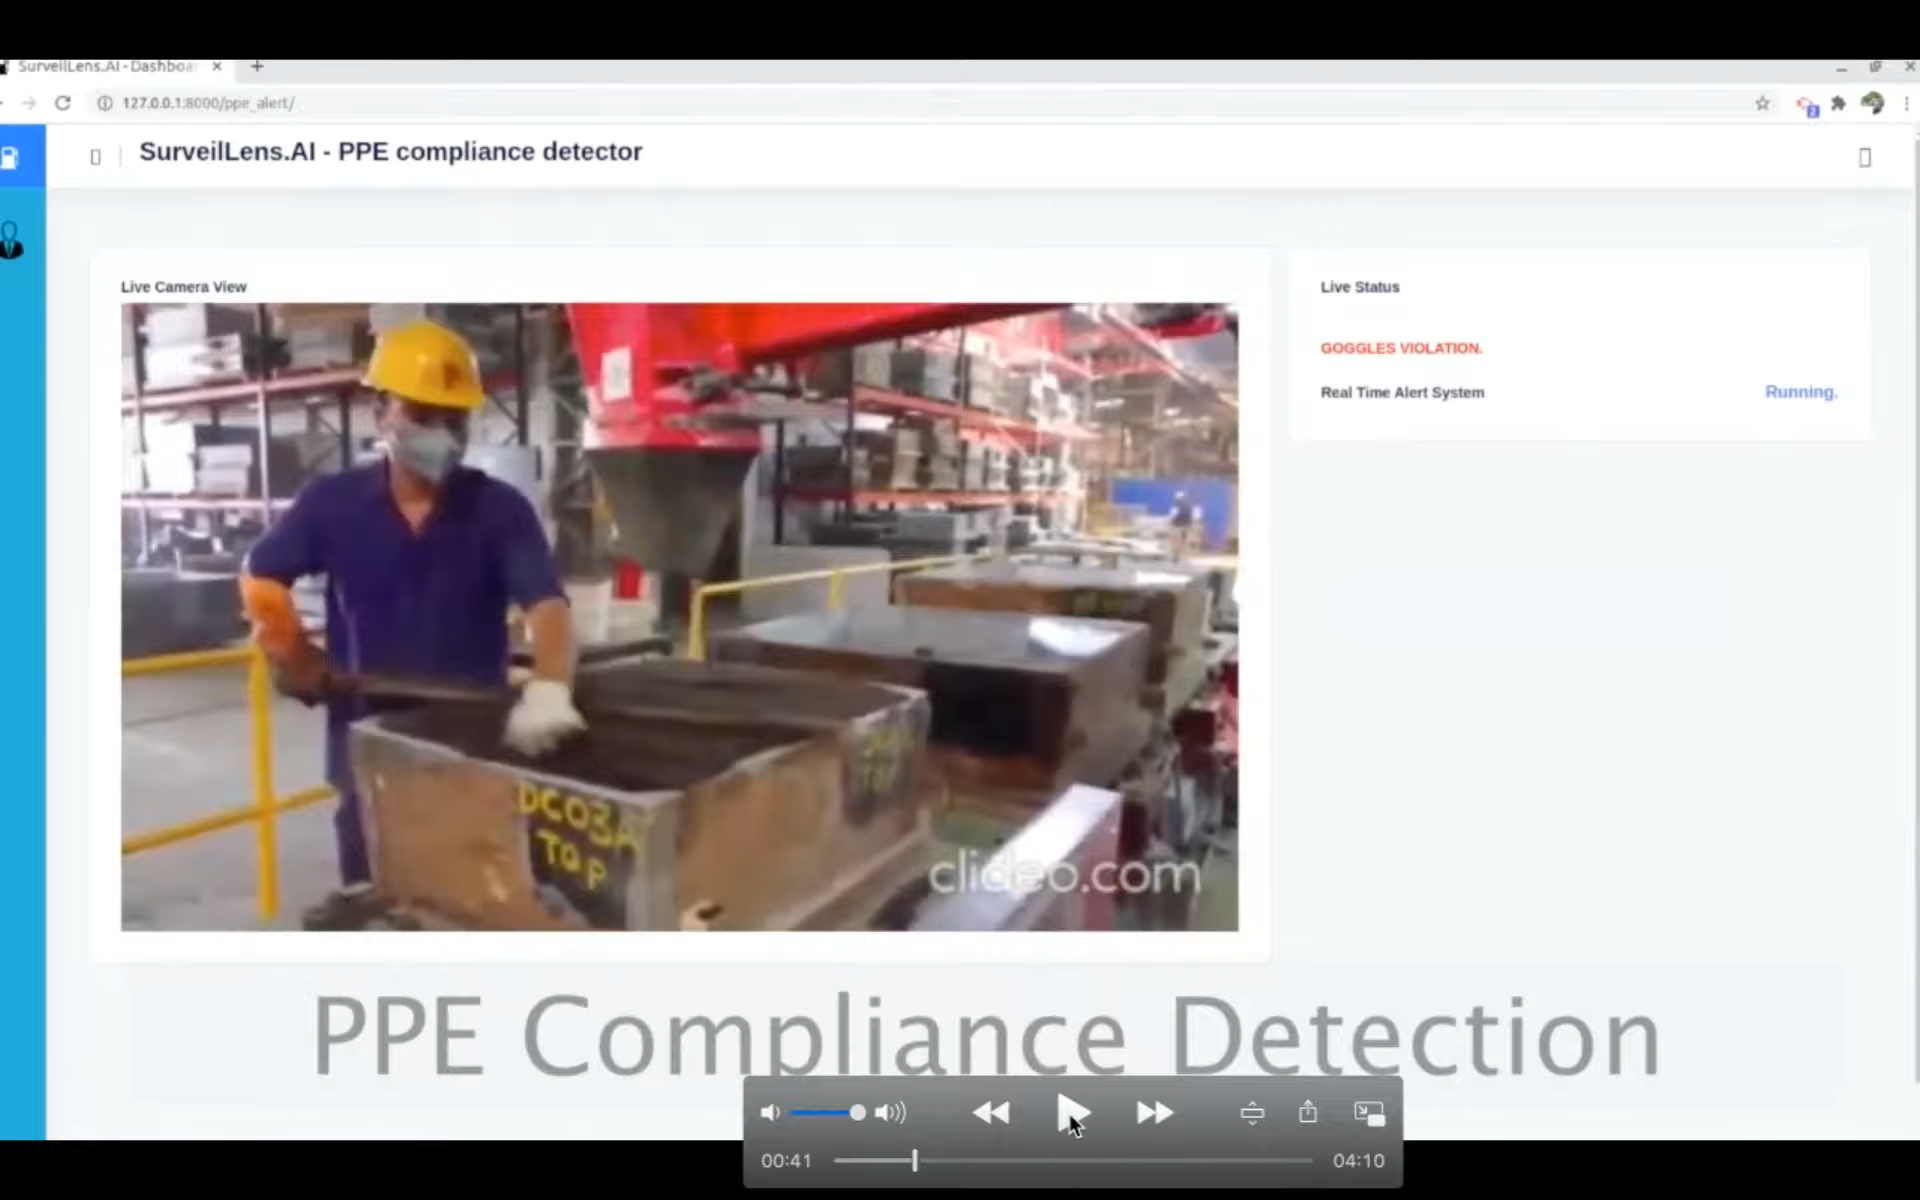 SurveilLens.AI - Dashboar
127.0.0.1:8000/ppe_alert/
SurveilLens.AI - PPE compliance detector
Live Camera View
Live Status
GOGGLES VIOLATION.
Real Time Alert System
Running.
DC03A
TOP
clideo.com
PPE Compliance Detection
00:41
04:10